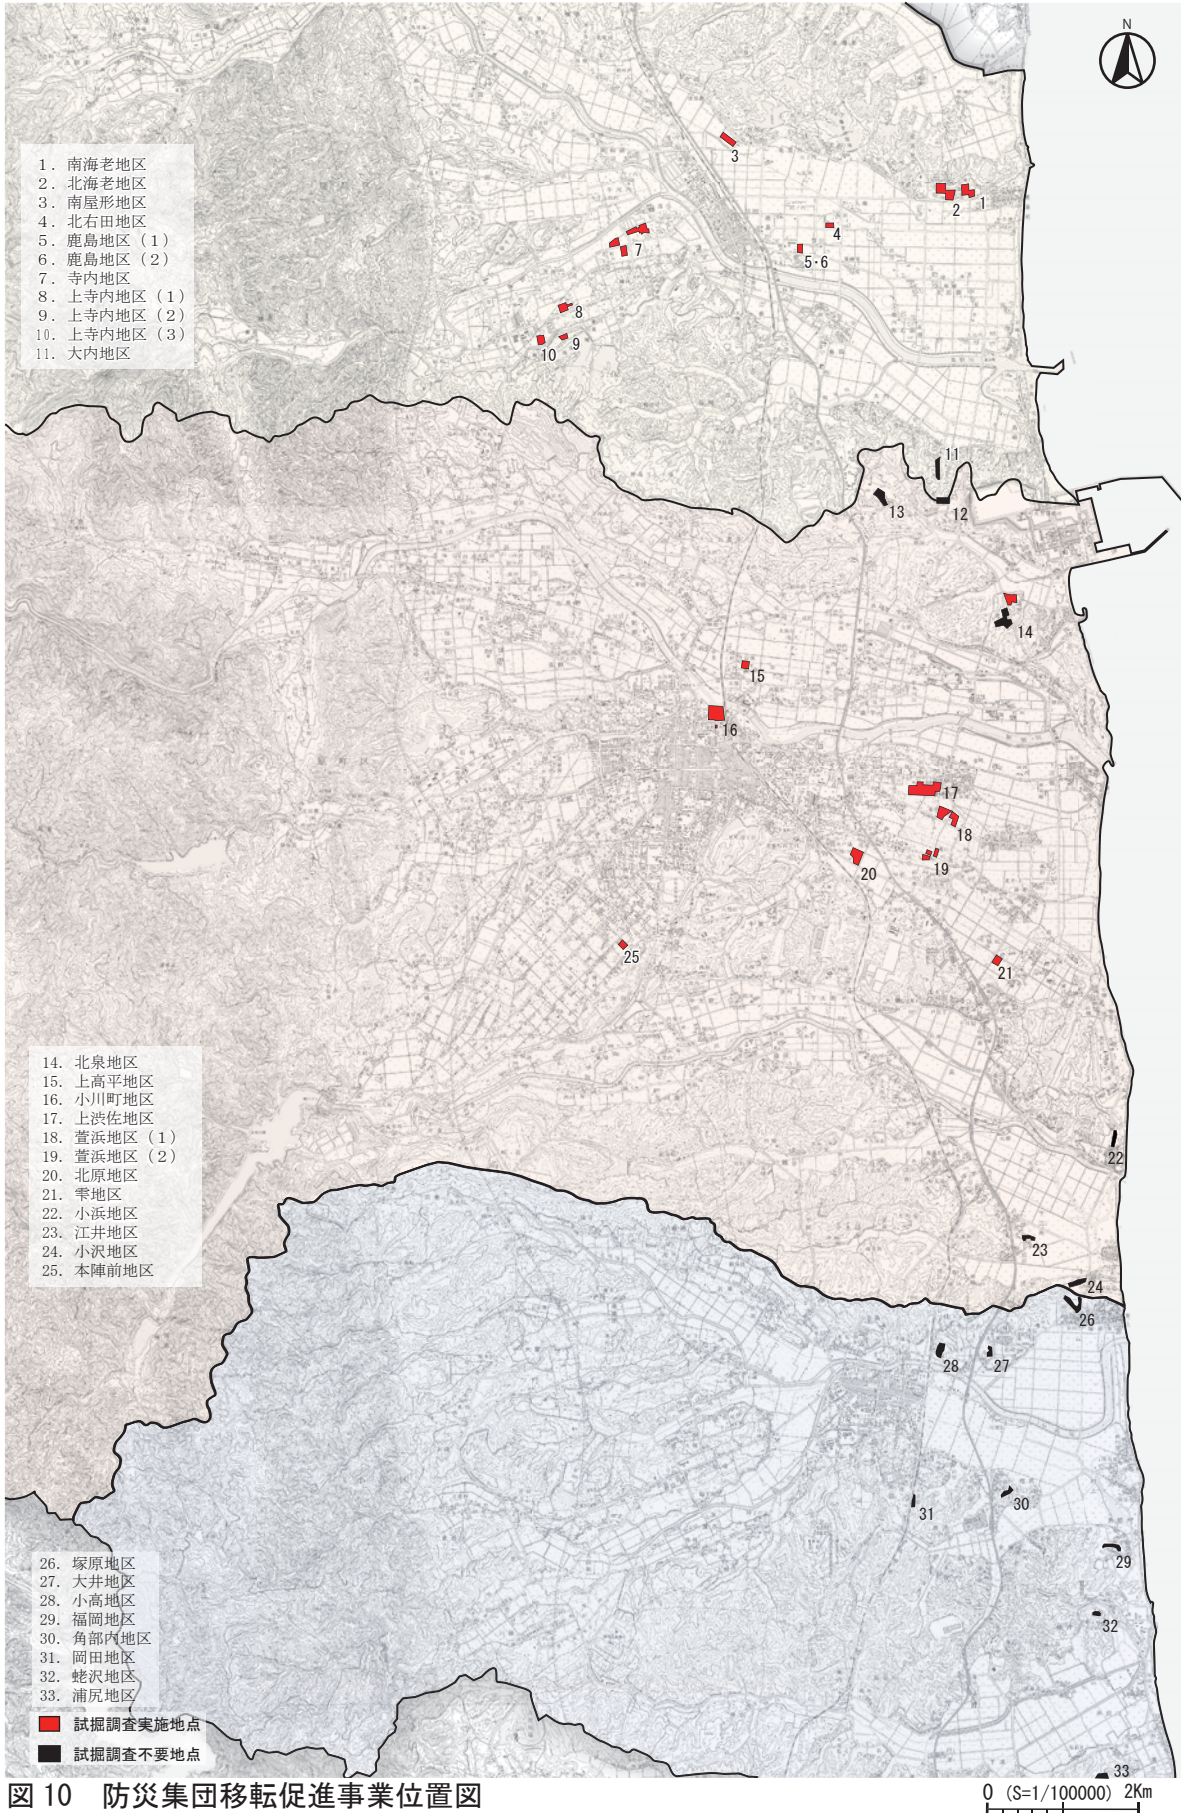 N
1. 南海老地区
2. 北海老地区
3. 南屋形地区
4. 北右田地区
5. 鹿島地区（1）
6. 鹿島地区（2）
7. 寺内地区
8. 上寺内地区（1）
9. 上寺内地区（2）
10. 上寺内地区（3）
11. 大内地区
3
2
1
4
7
5・6
8
9
10
11
13
12
14
15
16
17
18
19
20
25
21
14. 北泉地区
15. 上高平地区
16. 小川町地区
17. 上渋佐地区
18. 萱浜地区（1）
19. 萱浜地区（2）
20. 北原地区
21. 雫地区
22. 小浜地区
23. 江井地区
24. 小沢地区
25. 本陣前地区
22
23
24
26
28
27
31
30
29
32
33
26. 塚原地区
27. 大井地区
28. 小高地区
29. 福岡地区
30. 角部内地区
31. 岡田地区
32. 蛯沢地区
33. 浦尻地区
試掘調査実施地点
試掘調査不要地点
図 10　防災集団移転促進事業位置図
0 (S=1/100000) 2Km